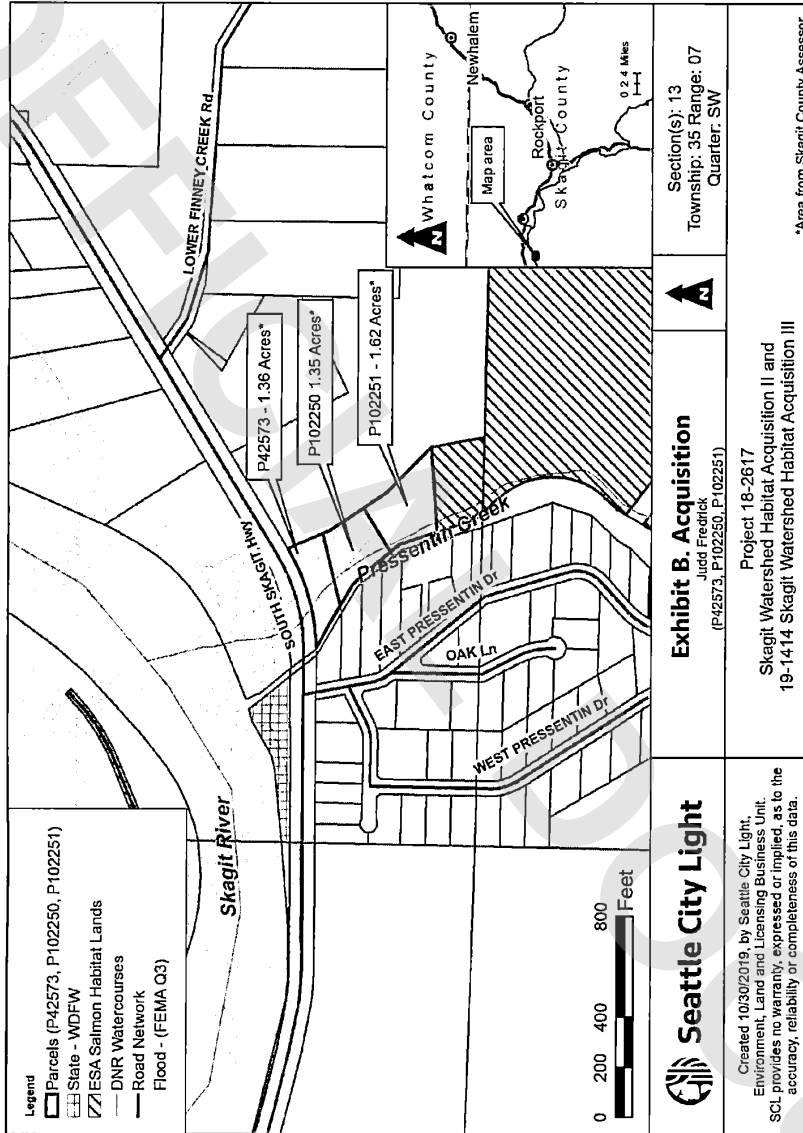 Legend
Parcels (P42573, P102250, P102251)
State - WDFW
ESA Salmon Habitat Lands
DNR Watercourses
Road Network
Flood - (FEMA Q3)
Skagit River
SOUTH SKAGIT Hwy
LOWER FINNEY CREEK Rd
P42573 - 1.36 Acres*
P102250 1.35 Acres*
P102251 - 1.62 Acres*
Pressentin Creek
EAST PRESSENTIN Dr
OAK Ln
WEST PRESSENTIN Dr
0 200 400 800
Feet
N
Whatcom County
Newhalem
Map area
Rockport
Skagit County
0 2 4 Miles
Seattle City Light
Created 10/30/2019, by Seattle City Light,
Environment, Land and Licensing Business Unit.
SCL provides no warranty, expressed or implied, as to the
accuracy, reliability or completeness of this data.
Exhibit B. Acquisition
Judd Fredrick
(P42573, P102250, P102251)
N
Section(s): 13
Township: 35 Range: 07
Quarter: SW
Project 18-2617
Skagit Watershed Habitat Acquisition II and
19-1414 Skagit Watershed Habitat Acquisition III
*Area from Skagit County Assessor